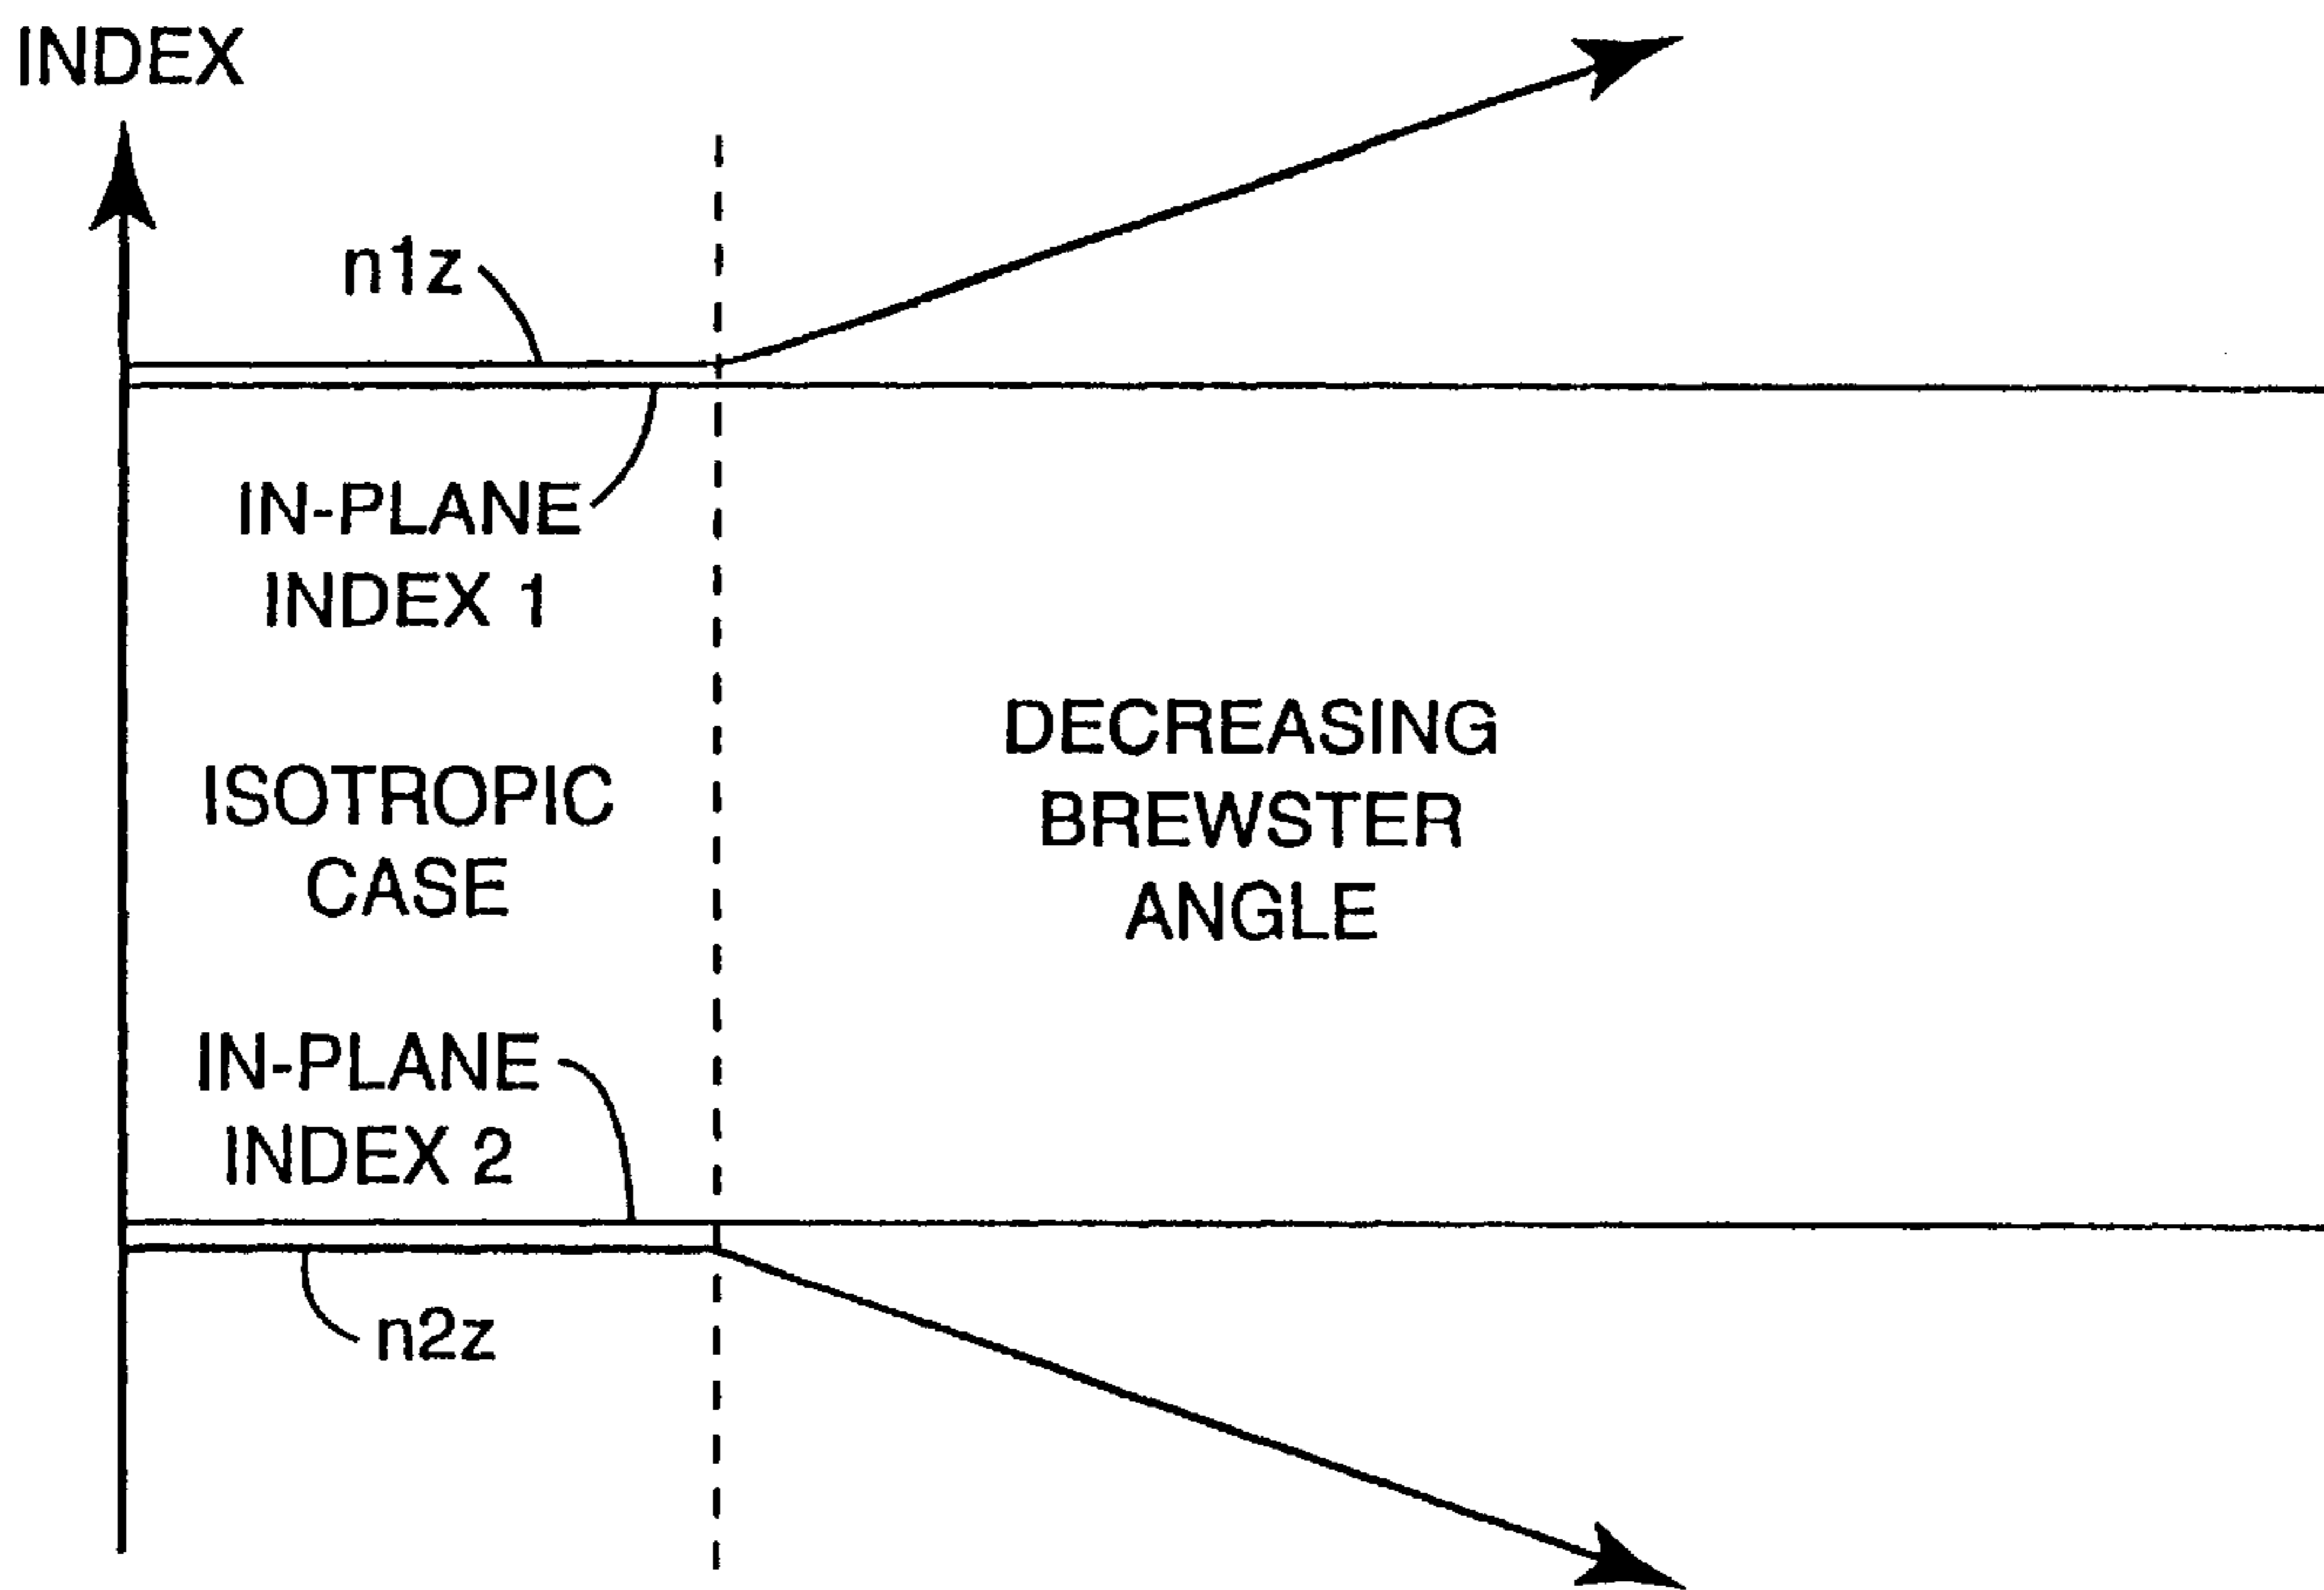 INDEX
n1z
IN-PLANE
INDEX 1
ISOTROPIC
CASE
DECREASING
BREWSTER
ANGLE
IN-PLANE
INDEX 2
n2z